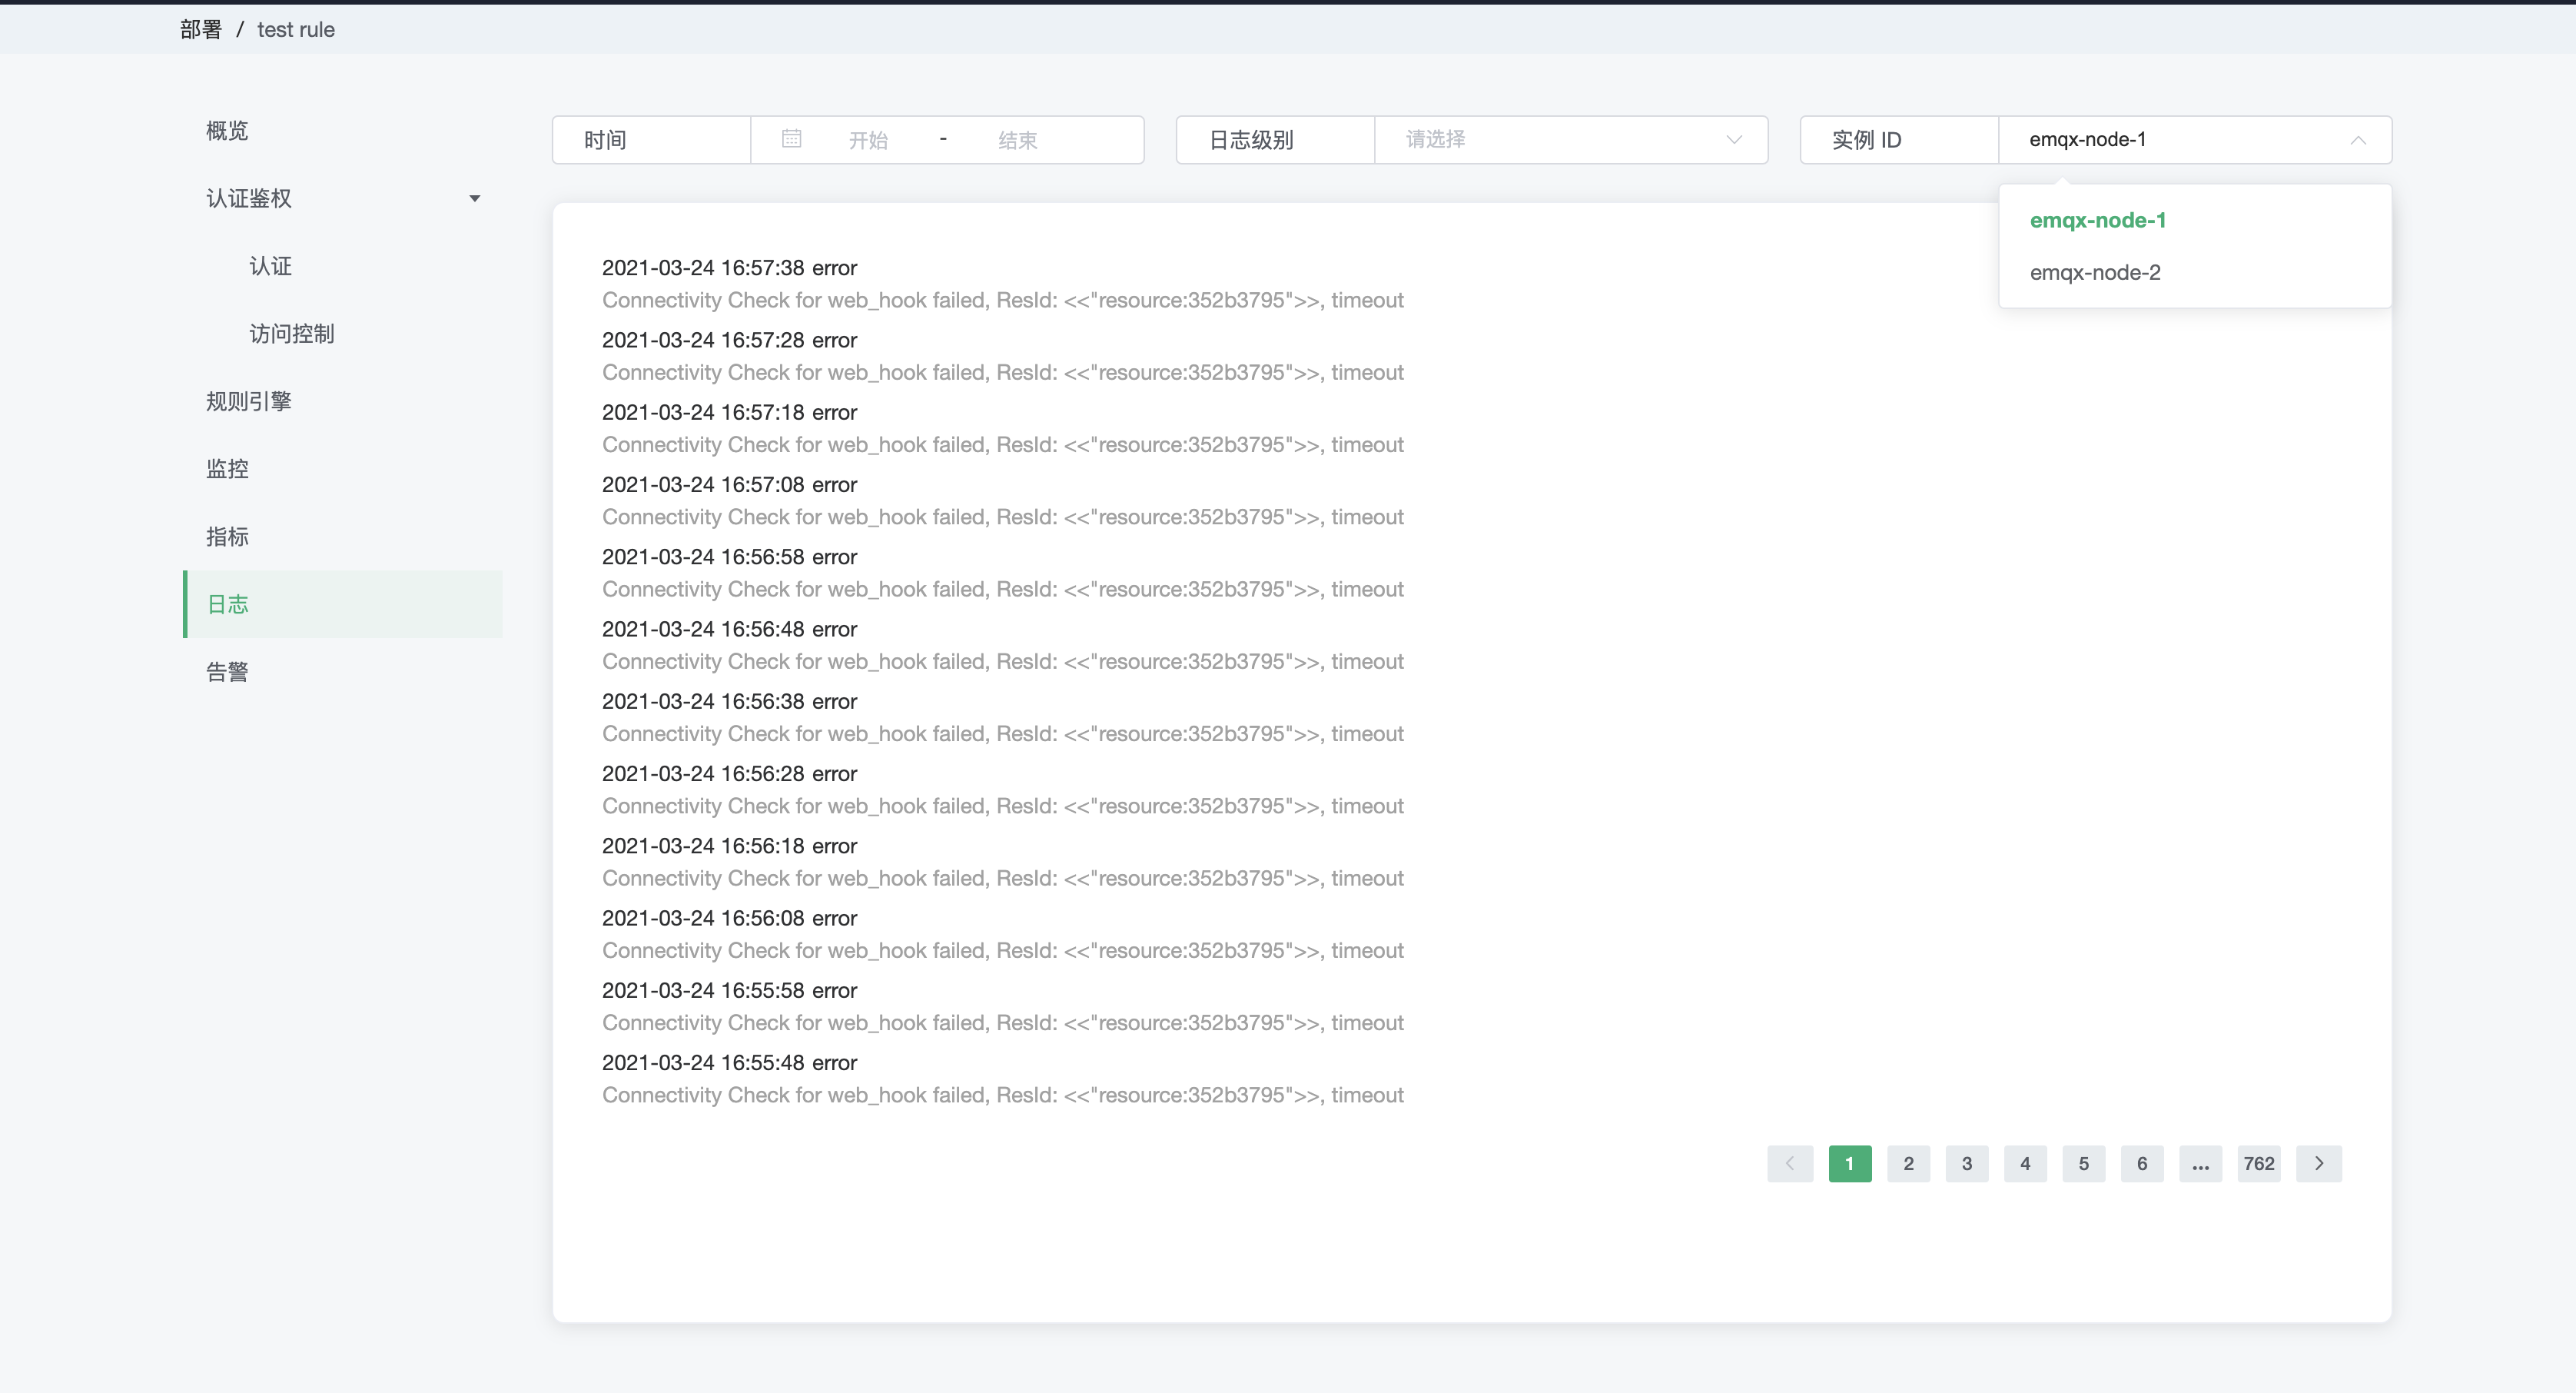 部署 / test rule
概览
认证鉴权
认证
访问控制
规则引擎
监控
指标
日志
告警
时间 开始 - 结束
日志级别 请选择
实例 ID emqx-node-1
emqx-node-1
emqx-node-2
2021-03-24 16:57:38 error
Connectivity Check for web_hook failed, ResId: <<"resource:352b3795">>, timeout
2021-03-24 16:57:28 error
Connectivity Check for web_hook failed, ResId: <<"resource:352b3795">>, timeout
2021-03-24 16:57:18 error
Connectivity Check for web_hook failed, ResId: <<"resource:352b3795">>, timeout
2021-03-24 16:57:08 error
Connectivity Check for web_hook failed, ResId: <<"resource:352b3795">>, timeout
2021-03-24 16:56:58 error
Connectivity Check for web_hook failed, ResId: <<"resource:352b3795">>, timeout
2021-03-24 16:56:48 error
Connectivity Check for web_hook failed, ResId: <<"resource:352b3795">>, timeout
2021-03-24 16:56:38 error
Connectivity Check for web_hook failed, ResId: <<"resource:352b3795">>, timeout
2021-03-24 16:56:28 error
Connectivity Check for web_hook failed, ResId: <<"resource:352b3795">>, timeout
2021-03-24 16:56:18 error
Connectivity Check for web_hook failed, ResId: <<"resource:352b3795">>, timeout
2021-03-24 16:56:08 error
Connectivity Check for web_hook failed, ResId: <<"resource:352b3795">>, timeout
2021-03-24 16:55:58 error
Connectivity Check for web_hook failed, ResId: <<"resource:352b3795">>, timeout
2021-03-24 16:55:48 error
Connectivity Check for web_hook failed, ResId: <<"resource:352b3795">>, timeout
1 2 3 4 5 6 ... 762